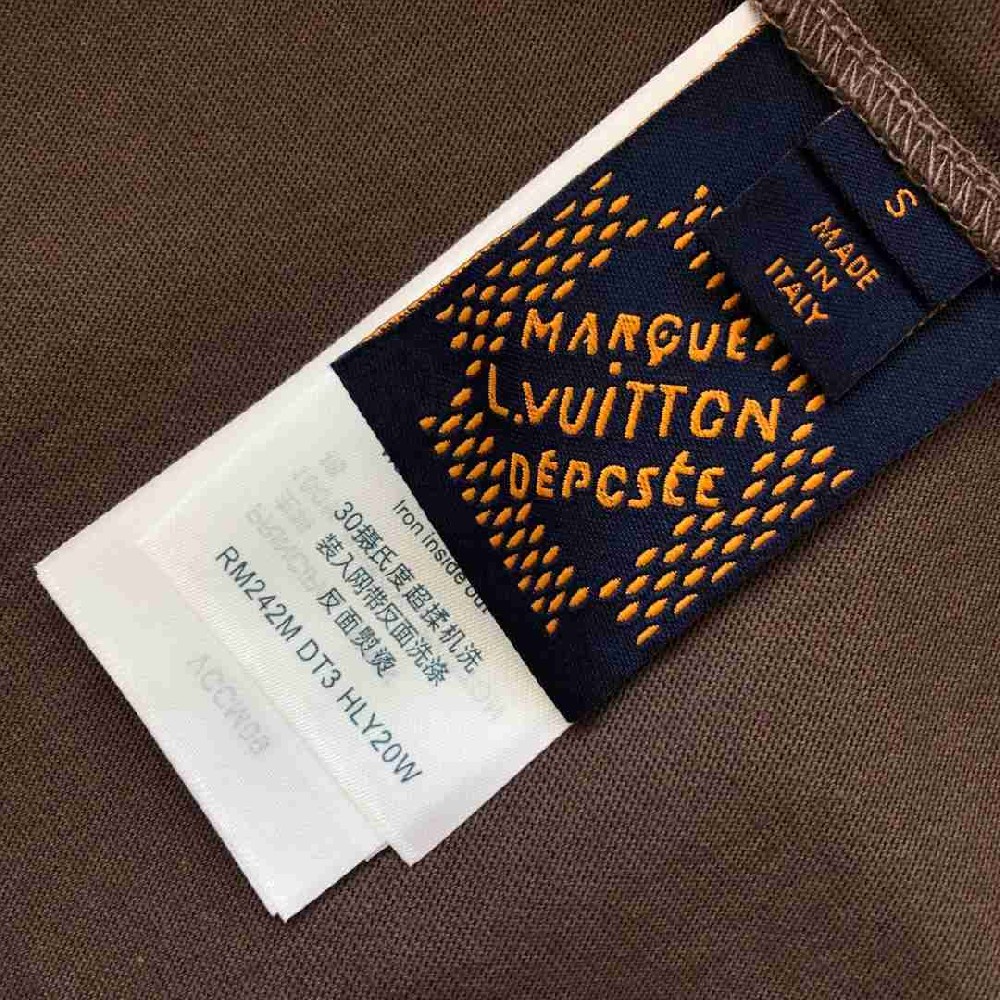 S
MADE
IN
ITALY
MARQUE
L.VUITTON
DÉPOSÉE
Iron inside out
30摄氏度超揉机洗
装入网带反面洗涤
反面熨烫
RM242M DT3 HLY20W